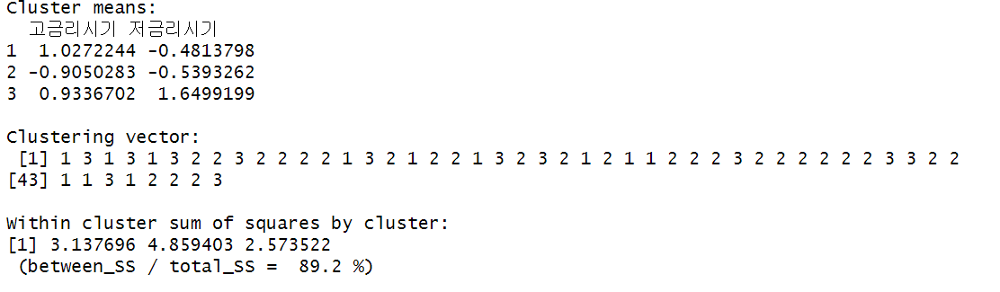 Cluster means:
고금리시기 저금리시기
1 1.0272244 -0.4813798
2 -0.9050283 -0.5393262
3 0.9336702 1.6499199
Clustering vector:
[1] 1 3 1 3 1 3 2 2 3 2 2 2 2 1 3 2 1 2 2 1 3 2 3 2 1 2 1 1 2 2 2 3 2 2 2 2 2 2 3 3 2 2
[43] 1 1 3 1 2 2 2 3
Within cluster sum of squares by cluster:
[1] 3.137696 4.859403 2.573522
(between_SS / total_SS = 89.2 %)